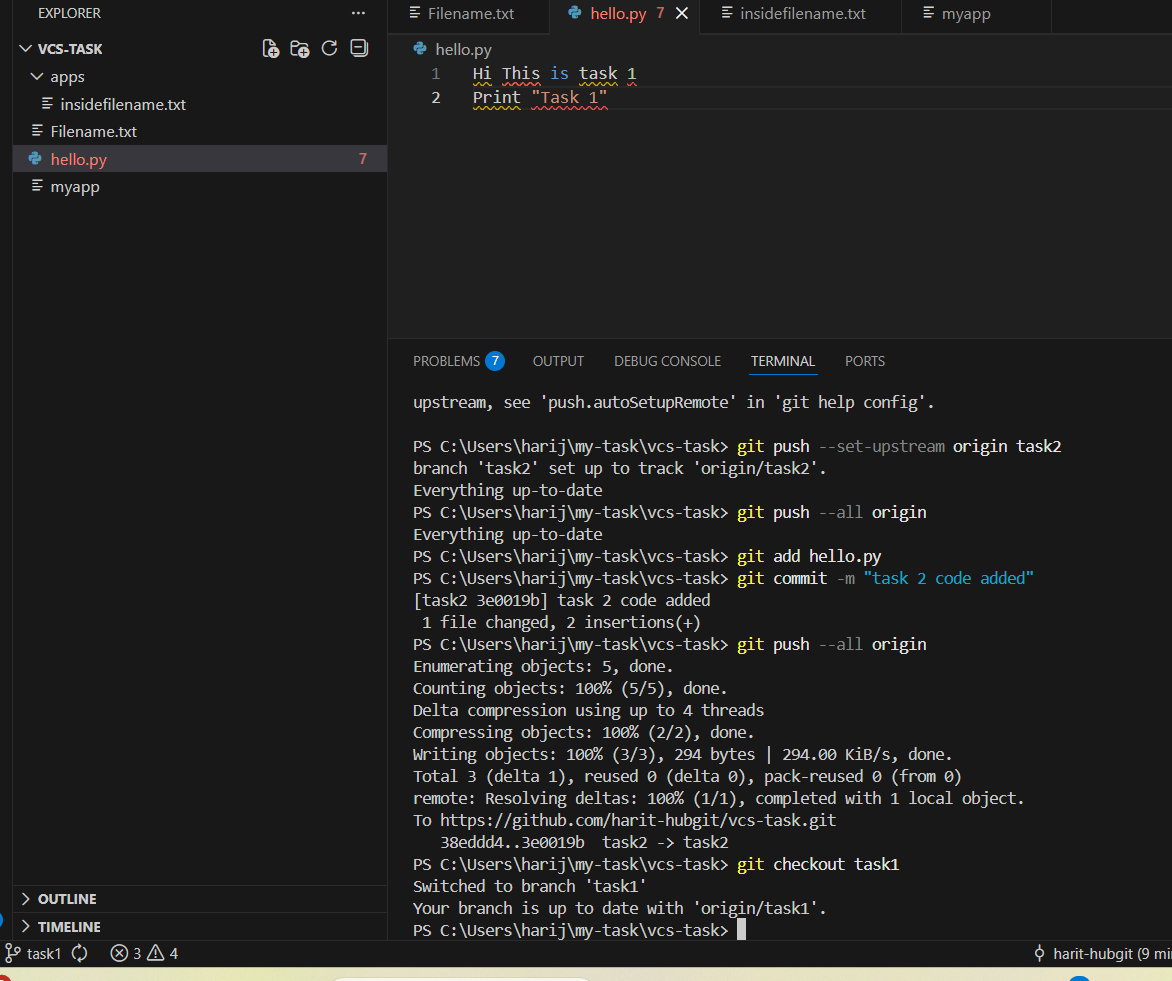 EXPLORER
VCS-TASK
apps
insidefilename.txt
Filename.txt
hello.py 7
myapp
OUTLINE
TIMELINE
Filename.txt hello.py 7 insidefilename.txt myapp
hello.py
1 Hi This is task 1
2 Print "Task 1"
PROBLEMS 7 OUTPUT DEBUG CONSOLE TERMINAL PORTS
upstream, see 'push.autoSetupRemote' in 'git help config'.
PS C:\Users\harij\my-task\vcs-task> git push --set-upstream origin task2
branch 'task2' set up to track 'origin/task2'.
Everything up-to-date
PS C:\Users\harij\my-task\vcs-task> git push --all origin
Everything up-to-date
PS C:\Users\harij\my-task\vcs-task> git add hello.py
PS C:\Users\harij\my-task\vcs-task> git commit -m "task 2 code added"
[task2 3e0019b] task 2 code added
1 file changed, 2 insertions(+)
PS C:\Users\harij\my-task\vcs-task> git push --all origin
Enumerating objects: 5, done.
Counting objects: 100% (5/5), done.
Delta compression using up to 4 threads
Compressing objects: 100% (2/2), done.
Writing objects: 100% (3/3), 294 bytes | 294.00 KiB/s, done.
Total 3 (delta 1), reused 0 (delta 0), pack-reused 0 (from 0)
remote: Resolving deltas: 100% (1/1), completed with 1 local object.
To https://github.com/harit-hubgit/vcs-task.git
38eddd4..3e0019b task2 -> task2
PS C:\Users\harij\my-task\vcs-task> git checkout task1
Switched to branch 'task1'
Your branch is up to date with 'origin/task1'.
PS C:\Users\harij\my-task\vcs-task>
task1 3 4 harit-hubgit (9 mi